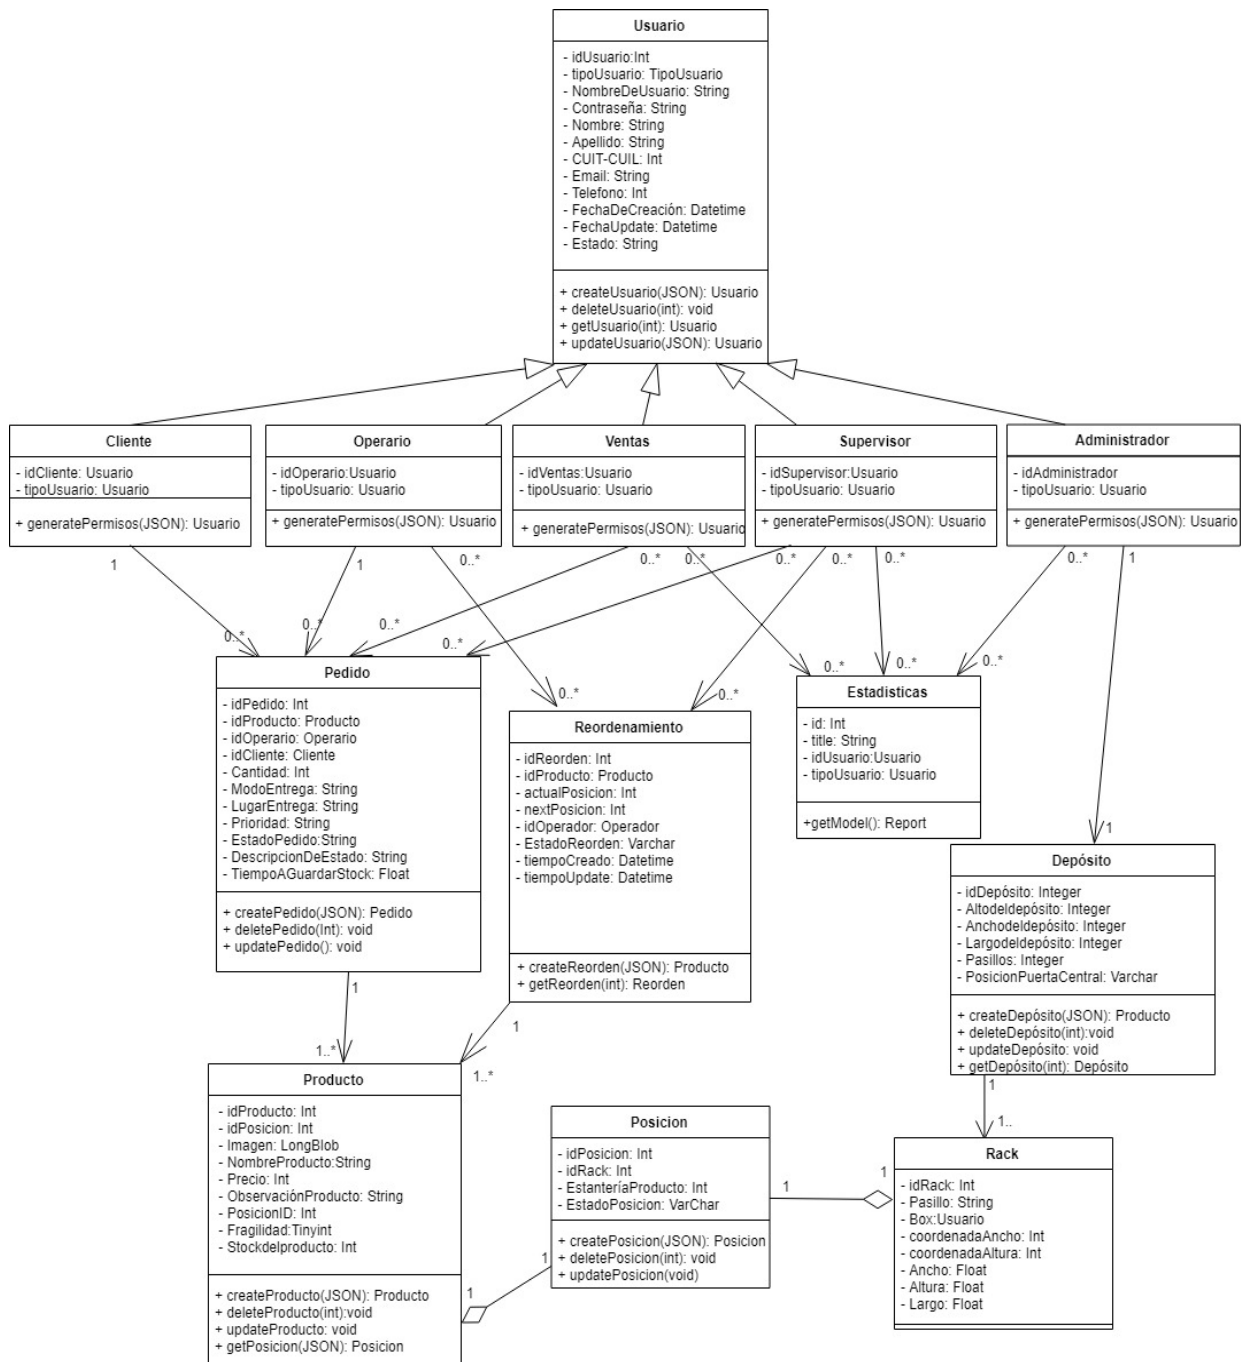 Usuario
- idUsuario:Int
- tipoUsuario: TipoUsuario
- NombreDeUsuario: String
- Contraseña: String
- Nombre: String
- Apellido: String
- CUIT-CUIL: Int
- Email: String
- Telefono: Int
- FechaDeCreación: Datetime
- FechaUpdate: Datetime
- Estado: String
+ createUsuario(JSON): Usuario
+ deleteUsuario(int): void
+ getUsuario(int): Usuario
+ updateUsuario(JSON): Usuario
Cliente
- idCliente: Usuario
- tipoUsuario: Usuario
+ generatePermisos(JSON): Usuario
Operario
- idOperario:Usuario
- tipoUsuario: Usuario
+ generatePermisos(JSON): Usuario
Ventas
- idVentas:Usuario
- tipoUsuario: Usuario
+ generatePermisos(JSON): Usuario
Supervisor
- idSupervisor:Usuario
- tipoUsuario: Usuario
+ generatePermisos(JSON): Usuario
Administrador
- idAdministrador
- tipoUsuario: Usuario
+ generatePermisos(JSON): Usuario
1
1
0..*
0..*
0..*
0..*
0..*
0..*
0..*
1
0..*
0..*
0..*
0..*
0..*
0..*
0..*
0..*
0..*
1
Pedido
- idPedido: Int
- idProducto: Producto
- idOperario: Operario
- idCliente: Cliente
- Cantidad: Int
- ModoEntrega: String
- LugarEntrega: String
- Prioridad: String
- EstadoPedido:String
- DescripcionDeEstado: String
- TiempoAGuardarStock: Float
+ createPedido(JSON): Pedido
+ deletePedido(Int): void
+ updatePedido(): void
Reordenamiento
- idReorden: Int
- idProducto: Producto
- actualPosicion: Int
- nextPosicion: Int
- idOperador: Operador
- EstadoReorden: Varchar
- tiempoCreado: Datetime
- tiempoUpdate: Datetime
+ createReorden(JSON): Producto
+ getReorden(int): Reorden
Estadisticas
- id: Int
- title: String
- idUsuario:Usuario
- tipoUsuario: Usuario
+getModel(): Report
Depósito
- idDepósito: Integer
- Altodeldepósito: Integer
- Anchodeldepósito: Integer
- Largodeldepósito: Integer
- Pasillos: Integer
- PosicionPuertaCentral: Varchar
+ createDepósito(JSON): Producto
+ deleteDepósito(int):void
+ updateDepósito: void
+ getDepósito(int): Depósito
1
1..*
1
1..*
1
1..
Producto
- idProducto: Int
- idPosicion: Int
- Imagen: LongBlob
- NombreProducto:String
- Precio: Int
- ObservaciónProducto: String
- PosicionID: Int
- Fragilidad:Tinyint
- Stockdelproducto: Int
+ createProducto(JSON): Producto
+ deleteProducto(int):void
+ updateProducto: void
+ getPosicion(JSON): Posicion
1
1
Posicion
- idPosicion: Int
- idRack: Int
- EstanteríaProducto: Int
- EstadoPosicion: VarChar
+ createPosicion(JSON): Posicion
+ deletePosicion(int): void
+ updatePosicion(void)
1
1
Rack
- idRack: Int
- Pasillo: String
- Box:Usuario
- coordenadaAncho: Int
- coordenadaAltura: Int
- Ancho: Float
- Altura: Float
- Largo: Float